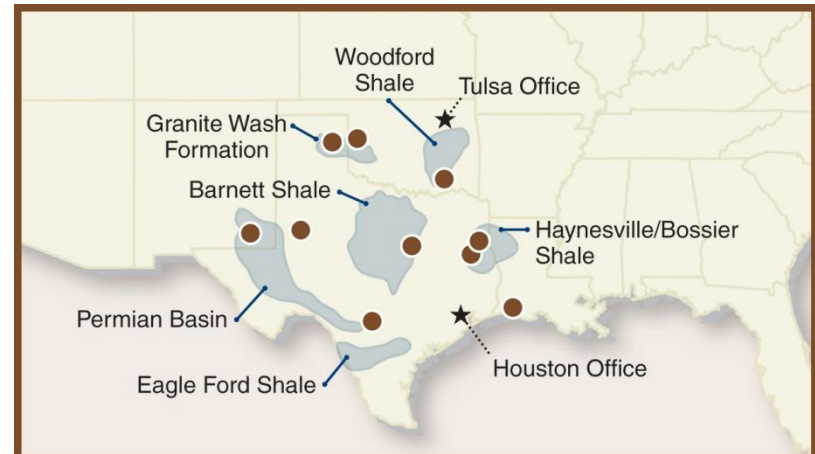 Woodford
Shale
Tulsa Office
Granite Wash
Formation
Barnett Shale
Haynesville/Bossier
Shale
Permian Basin
Houston Office
Eagle Ford Shale